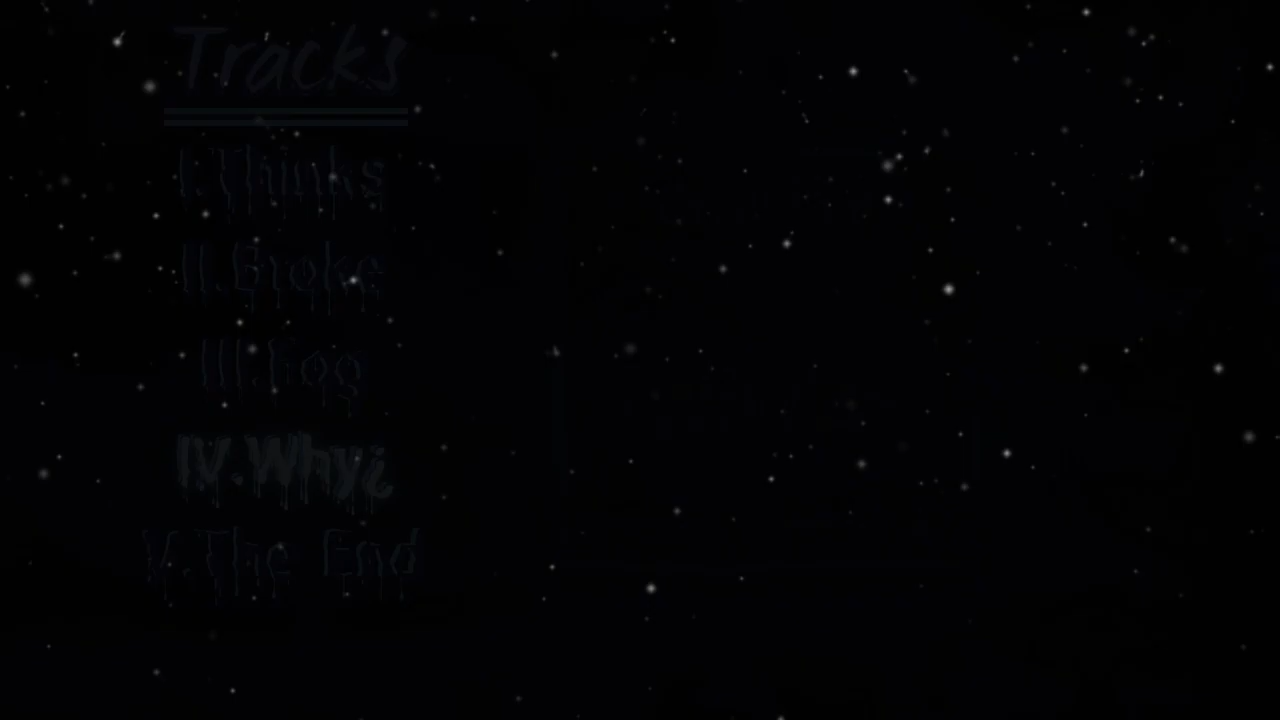 Tracks
I.Thinks
II.Broke
III.Fog
IV.Why¿
V.The End